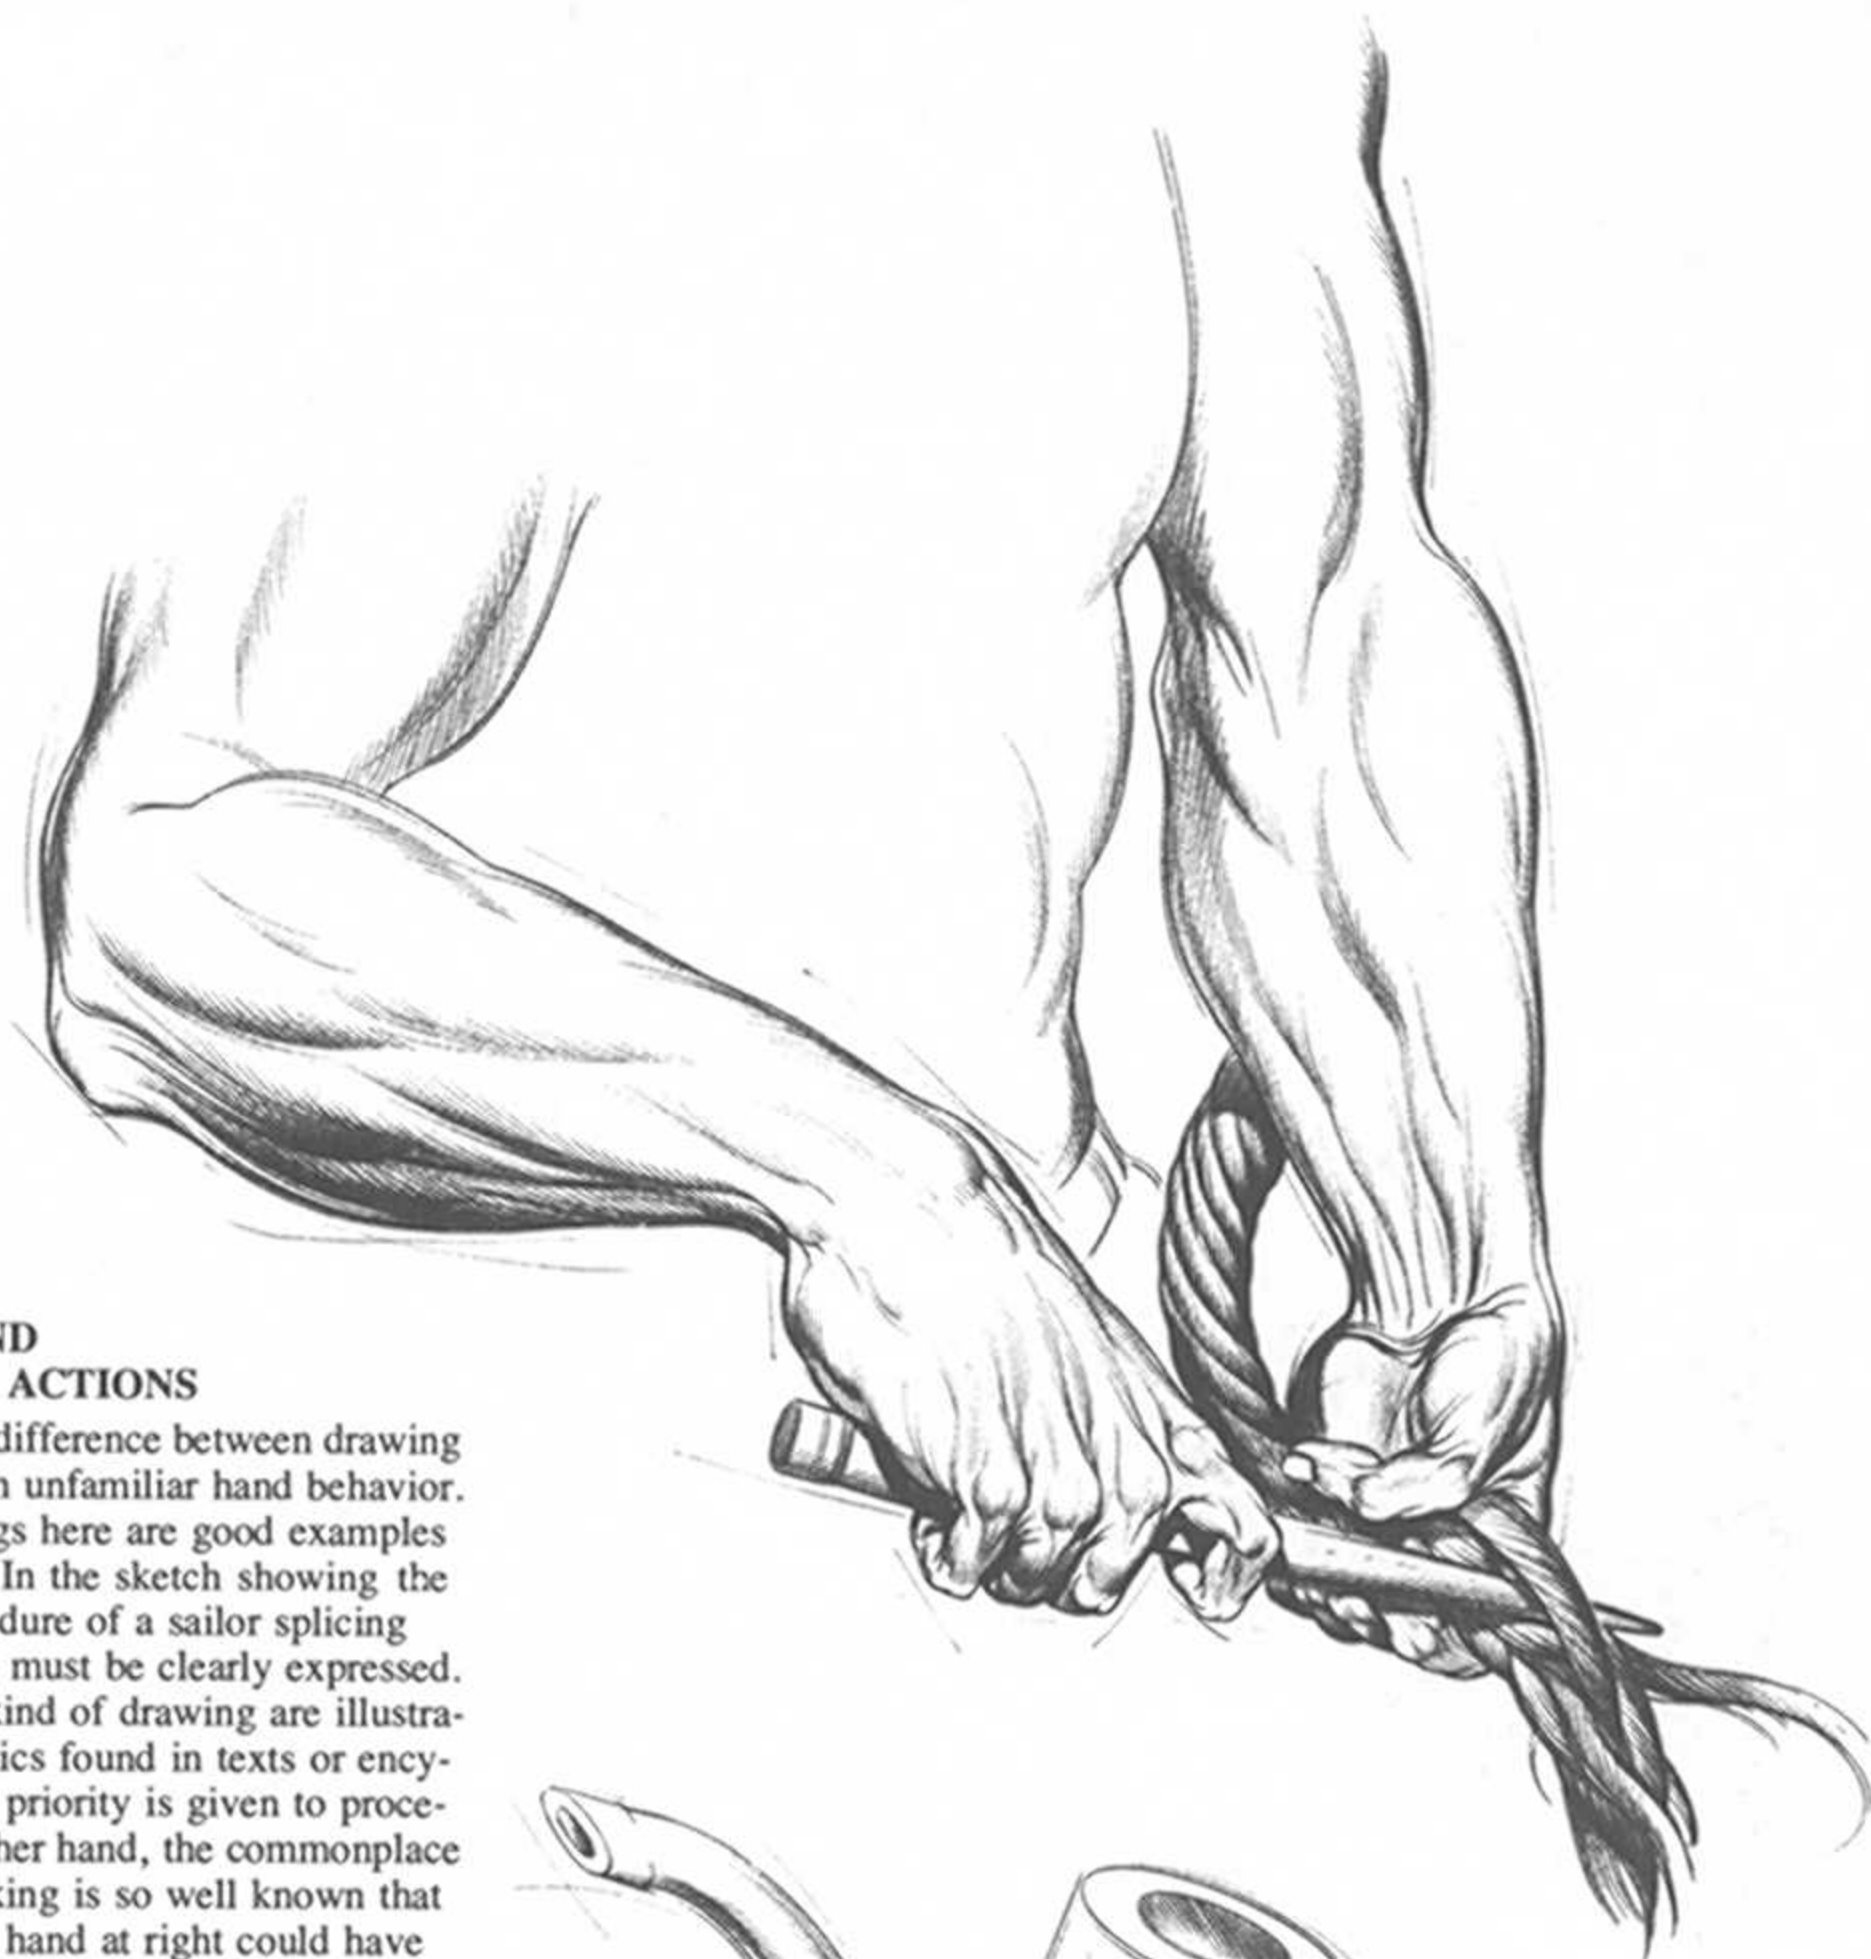 ND
ACTIONS
difference between drawing
unfamiliar hand behavior.
gs here are good examples
In the sketch showing the
dure of a sailor splicing
must be clearly expressed.
kind of drawing are illustra-
ics found in texts or ency-
priority is given to proce-
her hand, the commonplace
king is so well known that
hand at right could have